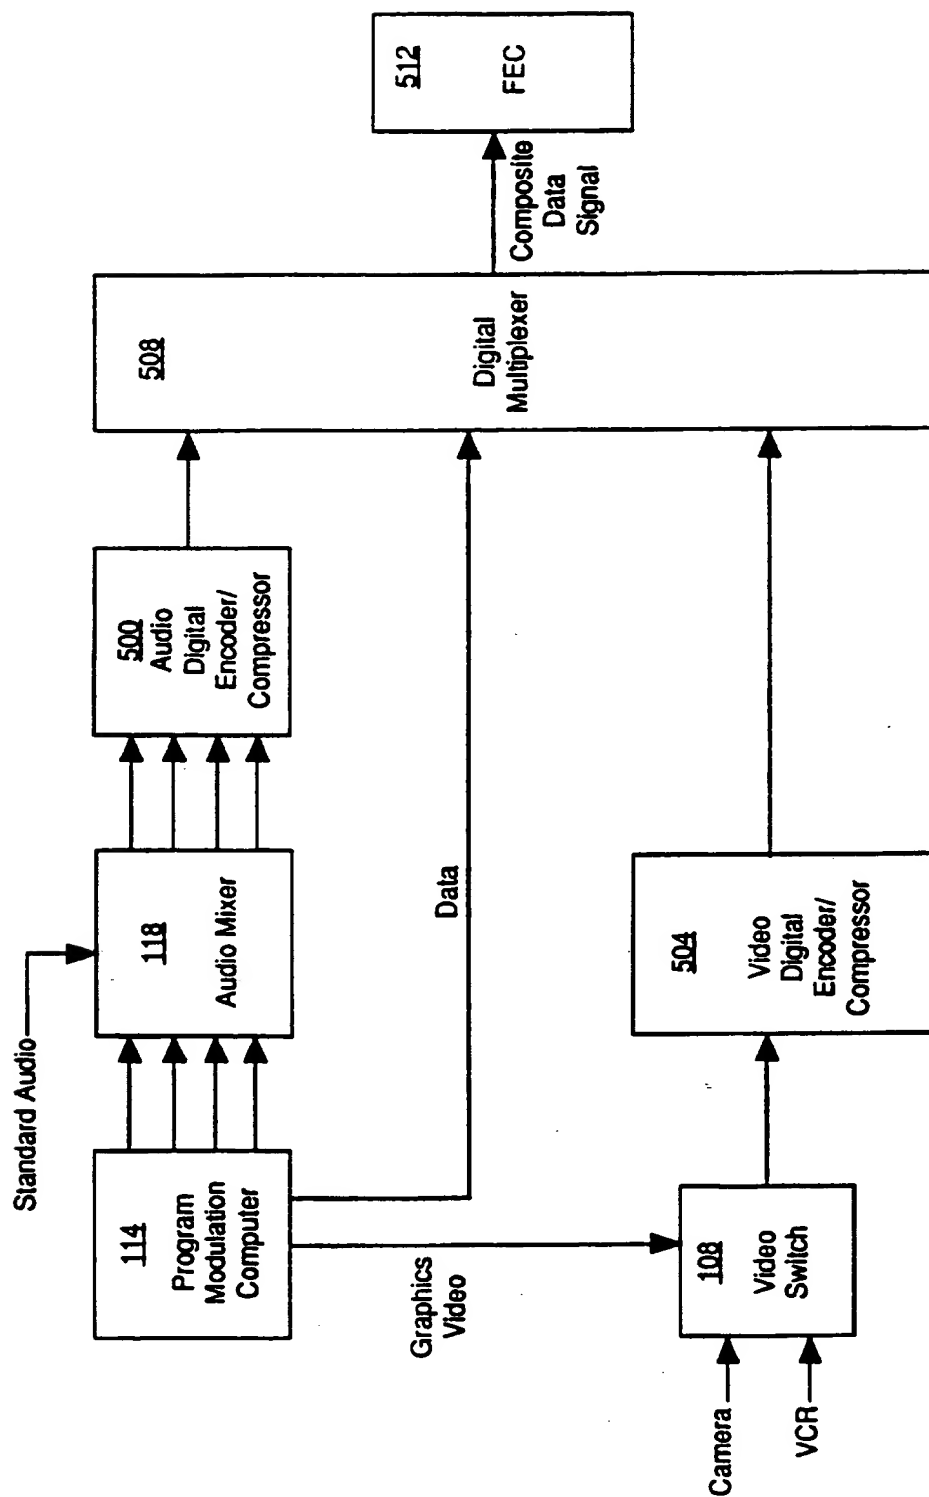 Standard Audio
114
Program
Modulation
Computer
118
Audio Mixer
500
Audio
Digital
Encoder/
Compressor
508
Digital
Multiplexer
512
FEC
Composite
Data
Signal
Data
Graphics
Video
Camera
VCR
108
Video
Switch
504
Video
Digital
Encoder/
Compressor